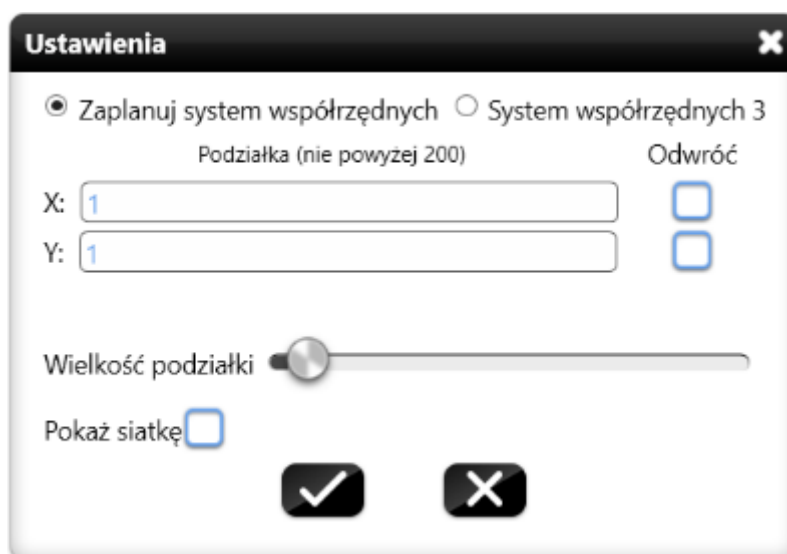 Ustawienia
Zaplanuj system współrzędnych System współrzędnych 3
Podziałka (nie powyżej 200) Odwróć
X: 1
Y: 1
Wielkość podziałki
Pokaż siatkę